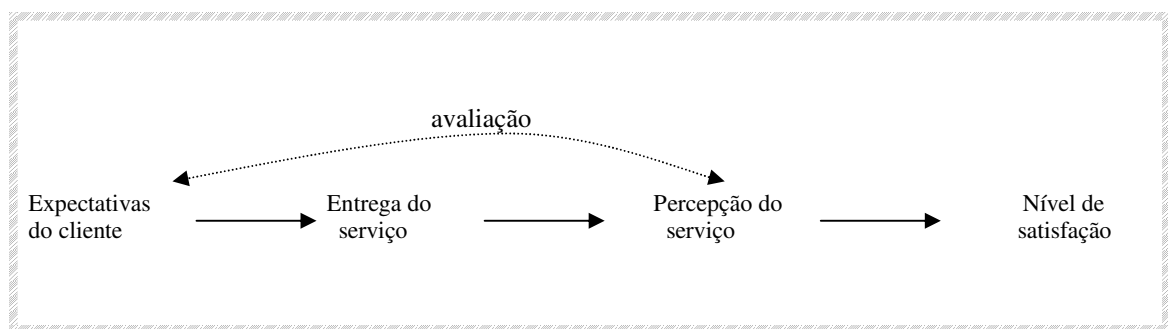 avaliação
Expectativas
do cliente
Entrega do
serviço
Percepção do
serviço
Nível de
satisfação